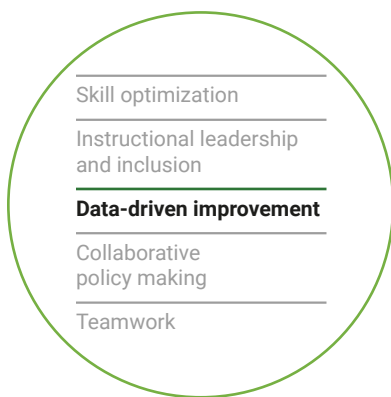 Skill optimization
Instructional leadership
and inclusion
Data-driven improvement
Collaborative
policy making
Teamwork